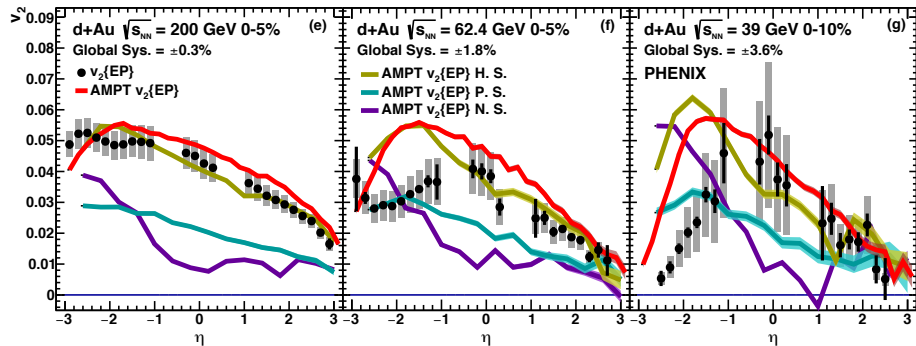 v₂
0.09
0.08
0.07
0.06
0.05
0.04
0.03
0.02
0.01
0
d+Au √s_NN = 200 GeV 0-5% (e)
Global Sys. = ±0.3%
v₂{EP}
AMPT v₂{EP}
−3 −2 −1 0 1 2 3
η
d+Au √s_NN = 62.4 GeV 0-5% (f)
Global Sys. = ±1.8%
AMPT v₂{EP} H. S.
AMPT v₂{EP} P. S.
AMPT v₂{EP} N. S.
−3 −2 −1 0 1 2 3
η
d+Au √s_NN = 39 GeV 0-10% (g)
Global Sys. = ±3.6%
PHENIX
−3 −2 −1 0 1 2 3
η